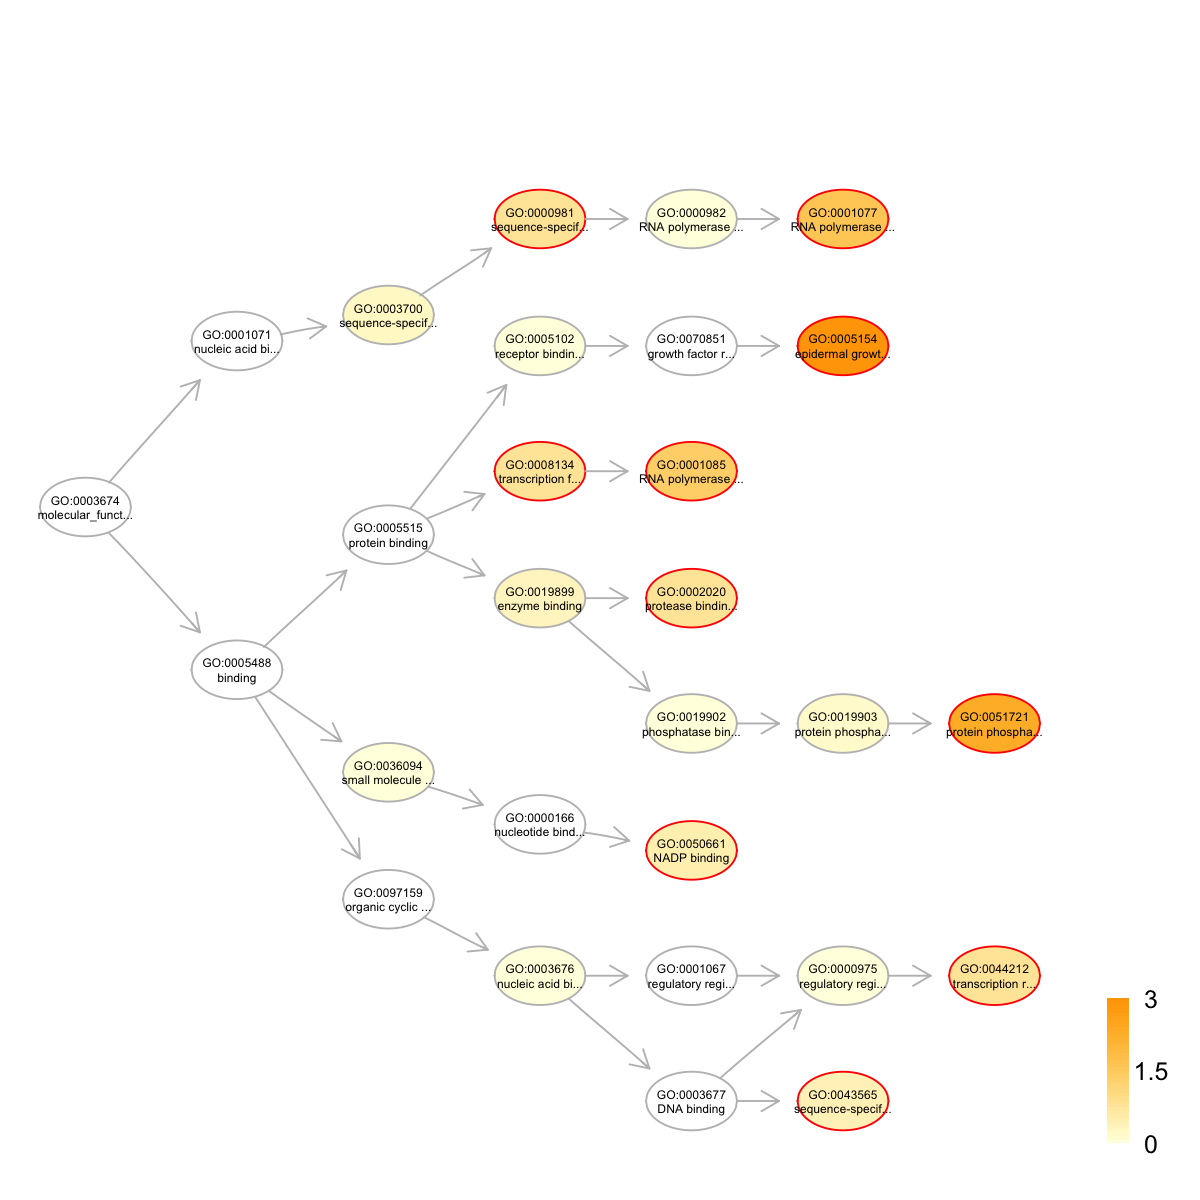 GO:0000981
sequence-specif...
GO:0000982
RNA polymerase ...
GO:0001077
RNA polymerase ...
GO:0003700
sequence-specif...
GO:0001071
nucleic acid bi...
GO:0005102
receptor bindin...
GO:0070851
growth factor r...
GO:0005154
epidermal growt...
GO:0008134
transcription f...
GO:0001085
RNA polymerase ...
GO:0003674
molecular_funct...
GO:0005515
protein binding
GO:0019899
enzyme binding
GO:0002020
protease bindin...
GO:0005488
binding
GO:0019902
phosphatase bin...
GO:0019903
protein phospha...
GO:0051721
protein phospha...
GO:0036094
small molecule ...
GO:0000166
nucleotide bind...
GO:0050661
NADP binding
GO:0097159
organic cyclic ...
GO:0003676
nucleic acid bi...
GO:0001067
regulatory regi...
GO:0000975
regulatory regi...
GO:0044212
transcription r...
GO:0003677
DNA binding
GO:0043565
sequence-specif...
3
1.5
0